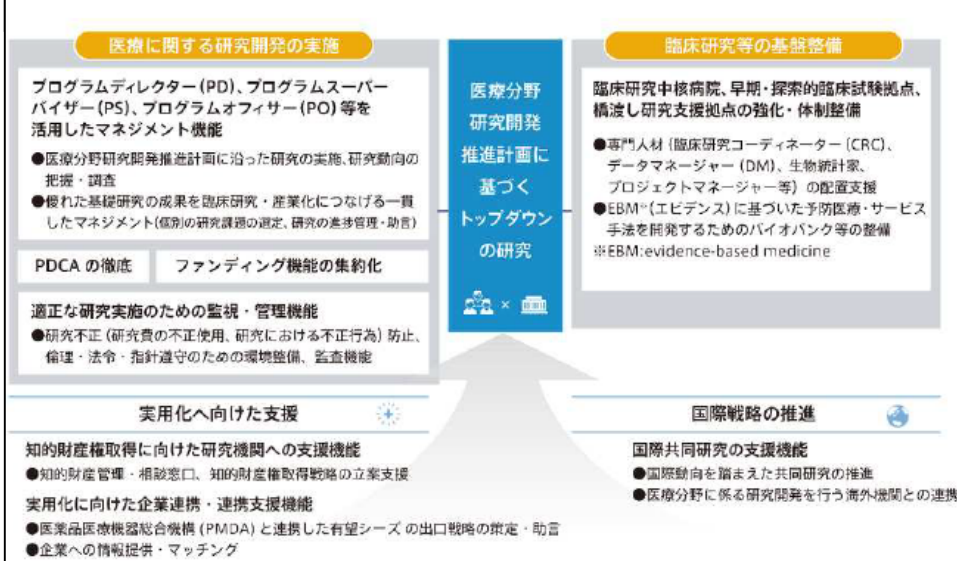 医療に関する研究開発の実施
プログラムディレクター(PD)、プログラムスーパー
バイザー(PS)、プログラムオフィサー(PO)等を
活用したマネジメント機能
●医療分野研究開発推進計画に沿った研究の実施、研究動向の
把握・調査
●優れた基礎研究の成果を臨床研究・産業化につなげる一貫
したマネジメント(個別の研究課題の選定、研究の進捗管理・助言)
PDCAの徹底
ファンディング機能の集約化
適正な研究実施のための監視・管理機能
●研究不正(研究費の不正使用、研究における不正行為)防止、
倫理・法令・指針遵守のための環境整備、監査機能
医療分野
研究開発
推進計画に
基づく
トップダウン
の研究
×
臨床研究等の基盤整備
臨床研究中核病院、早期・探索的臨床試験拠点、
橋渡し研究支援拠点の強化・体制整備
●専門人材(臨床研究コーディネーター(CRC)、
データマネージャー(DM)、生物統計家、
プロジェクトマネージャー等)の配置支援
●EBM※(エビデンス)に基づいた予防医療・サービス
手法を開発するためのバイオバンク等の整備
※EBM:evidence-based medicine
実用化へ向けた支援
知的財産権取得に向けた研究機関への支援機能
●知的財産管理・相談窓口、知的財産権取得戦略の立案支援
実用化に向けた企業連携・連携支援機能
●医薬品医療機器総合機構(PMDA)と連携した有望シーズの出口戦略の策定・助言
●企業への情報提供・マッチング
国際戦略の推進
国際共同研究の支援機能
●国際動向を踏まえた共同研究の推進
●医療分野に係る研究開発を行う海外機関との連携